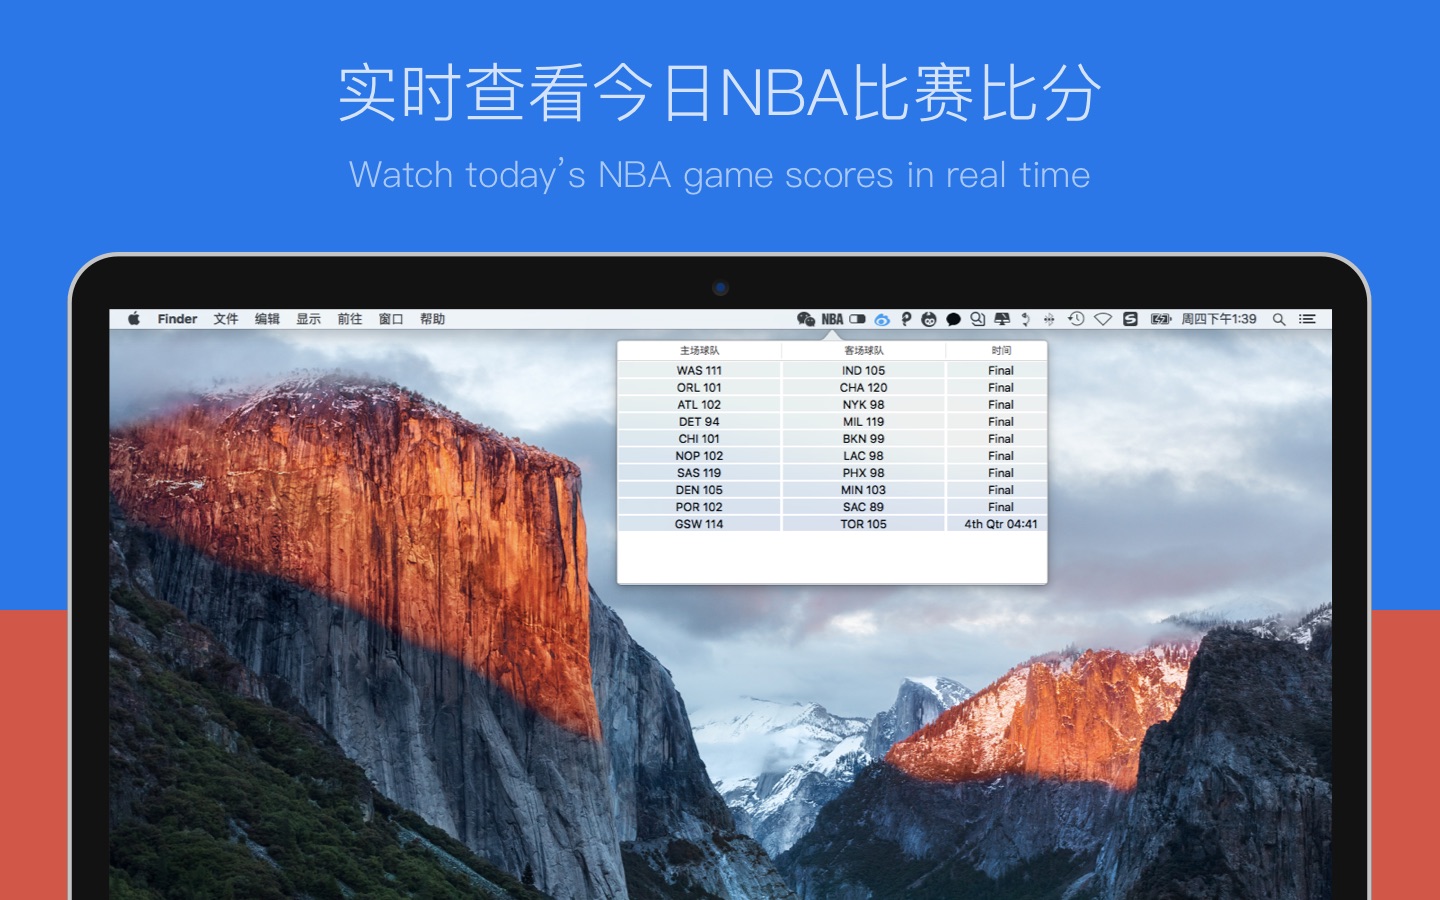 实时查看今日NBA比赛比分
Watch today’s NBA game scores in real time
Finder 文件 编辑 显示 前往 窗口 帮助 NBA 周四下午1:39
主场球队 客场球队 时间
WAS 111 IND 105 Final
ORL 101 CHA 120 Final
ATL 102 NYK 98 Final
DET 94 MIL 119 Final
CHI 101 BKN 99 Final
NOP 102 LAC 98 Final
SAS 119 PHX 98 Final
DEN 105 MIN 103 Final
POR 102 SAC 89 Final
GSW 114 TOR 105 4th Qtr 04:41